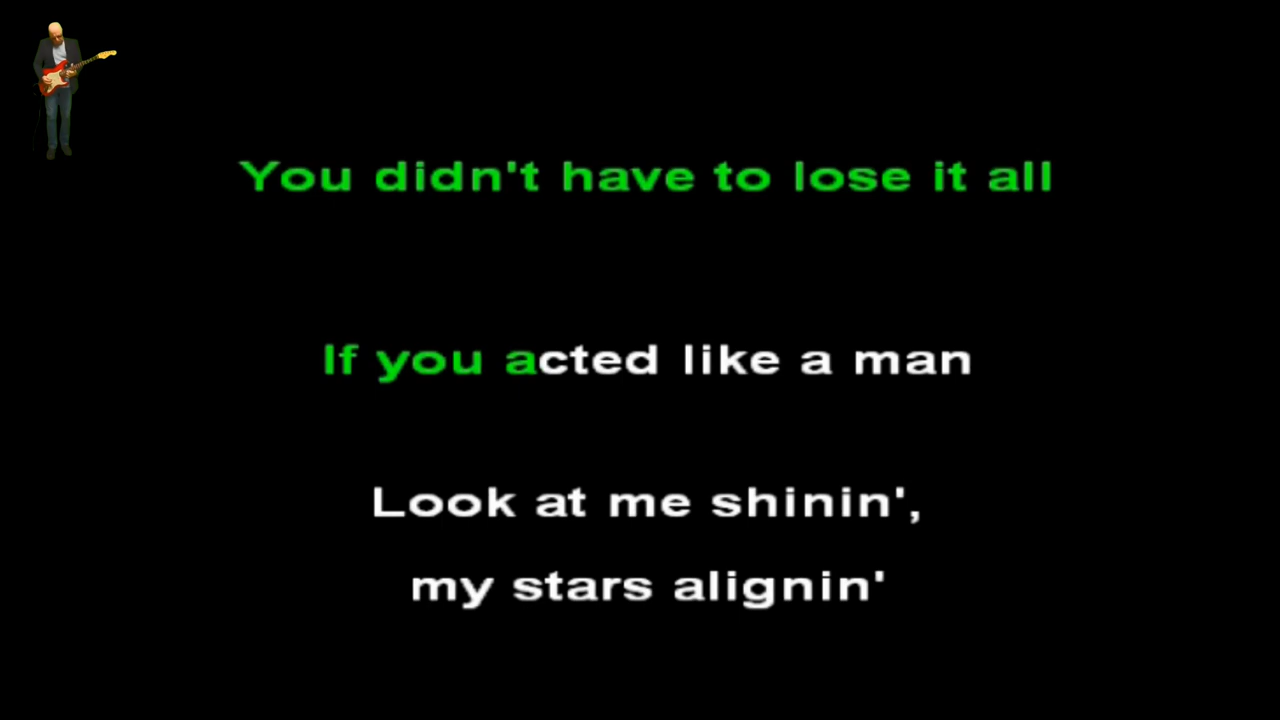 You didn't have to lose it all
If you acted like a man
Look at me shinin',
my stars alignin'